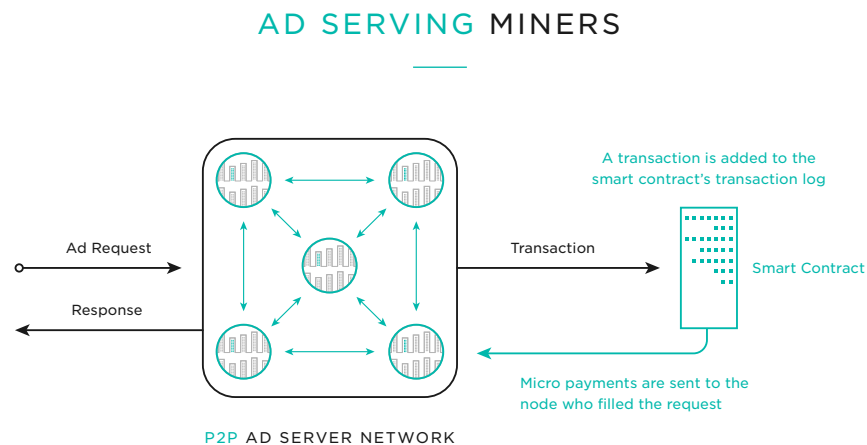 AD SERVING MINERS
A transaction is added to the
smart contract’s transaction log
Ad Request
Transaction
Smart Contract
Response
Micro payments are sent to the
node who filled the request
P2P AD SERVER NETWORK